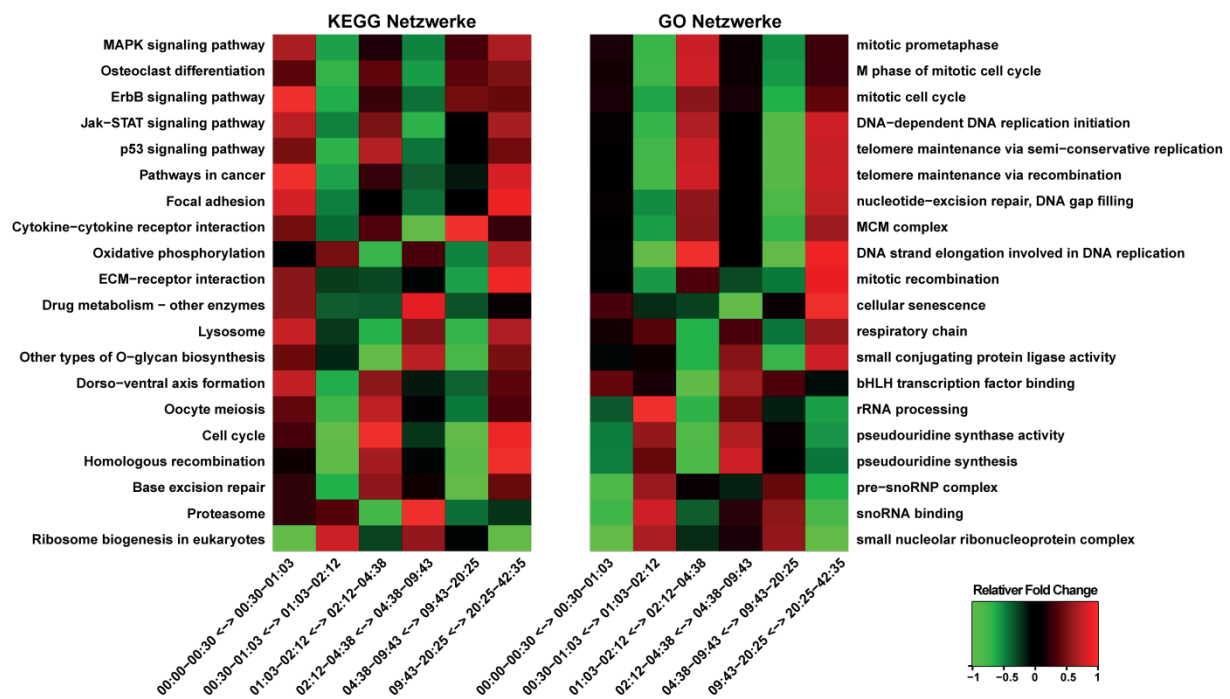 KEGG Netzwerke
MAPK signaling pathway
Osteoclast differentiation
ErbB signaling pathway
Jak−STAT signaling pathway
p53 signaling pathway
Pathways in cancer
Focal adhesion
Cytokine−cytokine receptor interaction
Oxidative phosphorylation
ECM−receptor interaction
Drug metabolism − other enzymes
Lysosome
Other types of O−glycan biosynthesis
Dorso−ventral axis formation
Oocyte meiosis
Cell cycle
Homologous recombination
Base excision repair
Proteasome
Ribosome biogenesis in eukaryotes
00:00−00:30 <−> 00:30−01:03
00:30−01:03 <−> 01:03−02:12
01:03−02:12 <−> 02:12−04:38
02:12−04:38 <−> 04:38−09:43
04:38−09:43 <−> 09:43−20:25
09:43−20:25 <−> 20:25−42:35
GO Netzwerke
mitotic prometaphase
M phase of mitotic cell cycle
mitotic cell cycle
DNA−dependent DNA replication initiation
telomere maintenance via semi−conservative replication
telomere maintenance via recombination
nucleotide−excision repair, DNA gap filling
MCM complex
DNA strand elongation involved in DNA replication
mitotic recombination
cellular senescence
respiratory chain
small conjugating protein ligase activity
bHLH transcription factor binding
rRNA processing
pseudouridine synthase activity
pseudouridine synthesis
pre−snoRNP complex
snoRNA binding
small nucleolar ribonucleoprotein complex
00:00−00:30 <−> 00:30−01:03
00:30−01:03 <−> 01:03−02:12
01:03−02:12 <−> 02:12−04:38
02:12−04:38 <−> 04:38−09:43
04:38−09:43 <−> 09:43−20:25
09:43−20:25 <−> 20:25−42:35
Relativer Fold Change
−1 −0.5 0 0.5 1